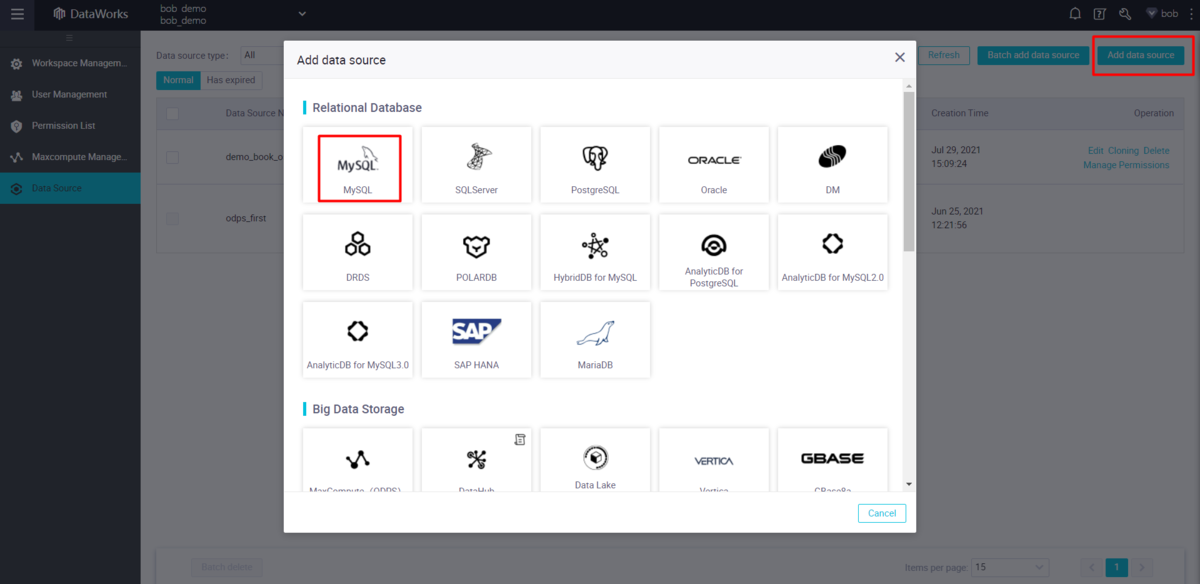 DataWorks
bob_demo
bob_demo
bob
Workspace Managem...
User Management
Permission List
Maxcompute Manage...
Data Source
Data source type:
All
Refresh
Batch add data source
Add data source
Normal
Has expired
Data Source N
Creation Time
Operation
demo_book_o
Jul 29, 2021
15:09:24
Edit Cloning Delete
Manage Permissions
odps_first
Jun 25, 2021
12:21:56
Add data source
Relational Database
MySQL
MySQL
SQLServer
PostgreSQL
ORACLE
Oracle
DM
DRDS
POLARDB
HybridDB for MySQL
AnalyticDB for
PostgreSQL
AnalyticDB for MySQL2.0
AnalyticDB for MySQL3.0
SAP
SAP HANA
MariaDB
Big Data Storage
MaxCompute (ODPS)
DataHub
Data Lake
VERTICA
Vertica
GBASE
GBase8a
Cancel
Batch delete
Items per page:
15
1